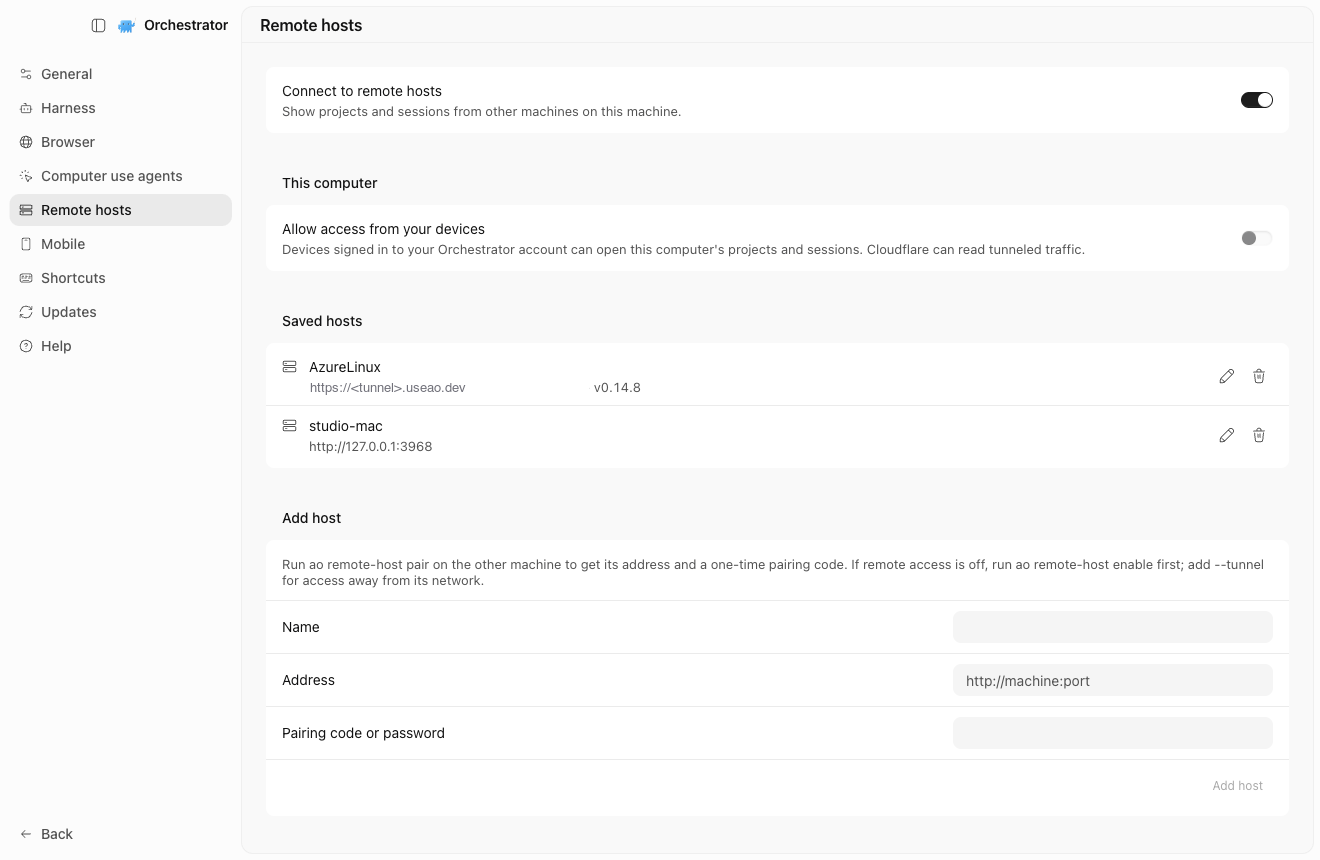 Orchestrator
General
Harness
Browser
Computer use agents
Remote hosts
Mobile
Shortcuts
Updates
Help
Back
Remote hosts
Connect to remote hosts
Show projects and sessions from other machines on this machine.
This computer
Allow access from your devices
Devices signed in to your Orchestrator account can open this computer's projects and sessions. Cloudflare can read tunneled traffic.
Saved hosts
AzureLinux
https://<tunnel>.useao.dev v0.14.8
studio-mac
http://127.0.0.1:3968
Add host
Run ao remote-host pair on the other machine to get its address and a one-time pairing code. If remote access is off, run ao remote-host enable first; add --tunnel
for access away from its network.
Name
Address http://machine:port
Pairing code or password
Add host